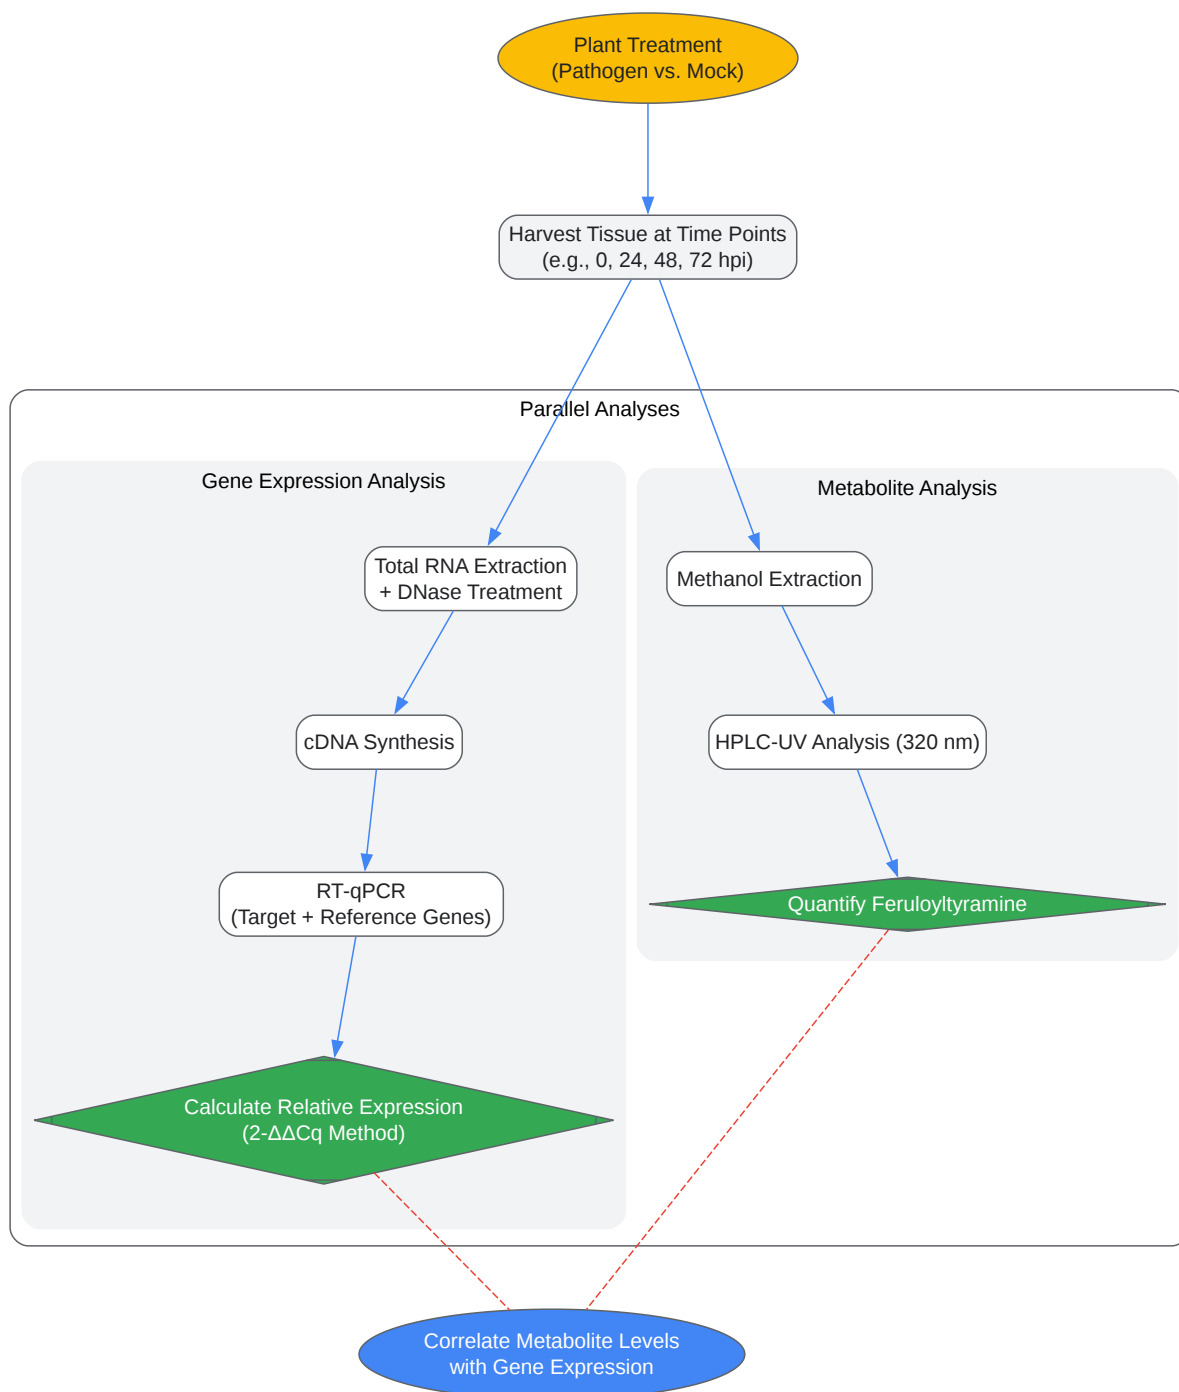 Plant Treatment
(Pathogen vs. Mock)
Harvest Tissue at Time Points
(e.g., 0, 24, 48, 72 hpi)
Parallel Analyses
Gene Expression Analysis
Total RNA Extraction
+ DNase Treatment
cDNA Synthesis
RT-qPCR
(Target + Reference Genes)
Calculate Relative Expression
(2-ΔΔCq Method)
Metabolite Analysis
Methanol Extraction
HPLC-UV Analysis (320 nm)
Quantify Feruloyltyramine
Correlate Metabolite Levels
with Gene Expression